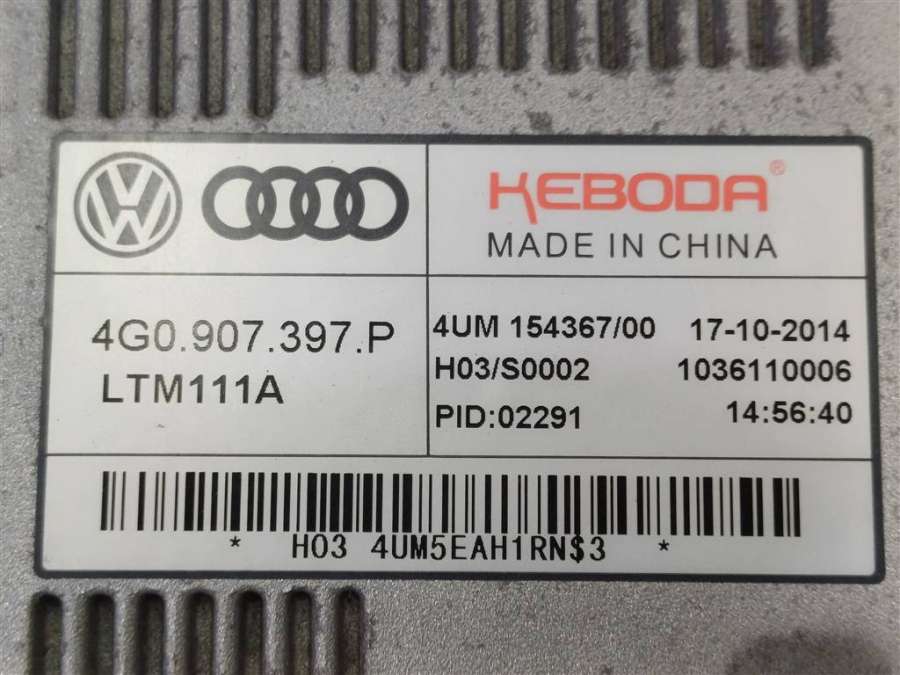 KEBODA®
MADE IN CHINA
4G0.907.397.P
LTM111A
4UM 154367/00 17-10-2014
H03/S0002 1036110006
PID:02291 14:56:40
* H03 4UM5EAH1RN$3 *